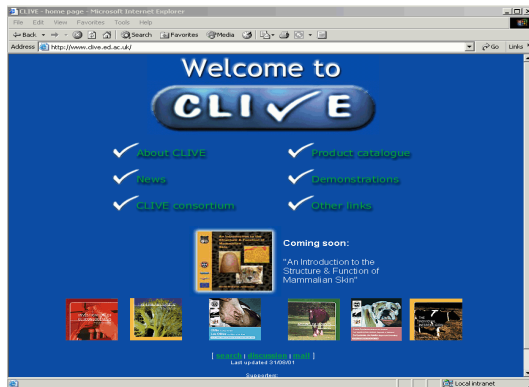 CLIVE - home page - Microsoft Internet Explorer
File Edit View Favorites Tools Help
Back Search Favorites Media
Address http://www.clive.ed.ac.uk/ Go Links
Welcome to
CLIVE
About CLIVE Product catalogue
News Demonstrations
CLIVE consortium Other links
Coming soon:
"An Introduction to the
Structure & Function of
Mammalian Skin"
[ search | discussion | mail ]
Last updated 31/08/01
Supporters:
Local intranet